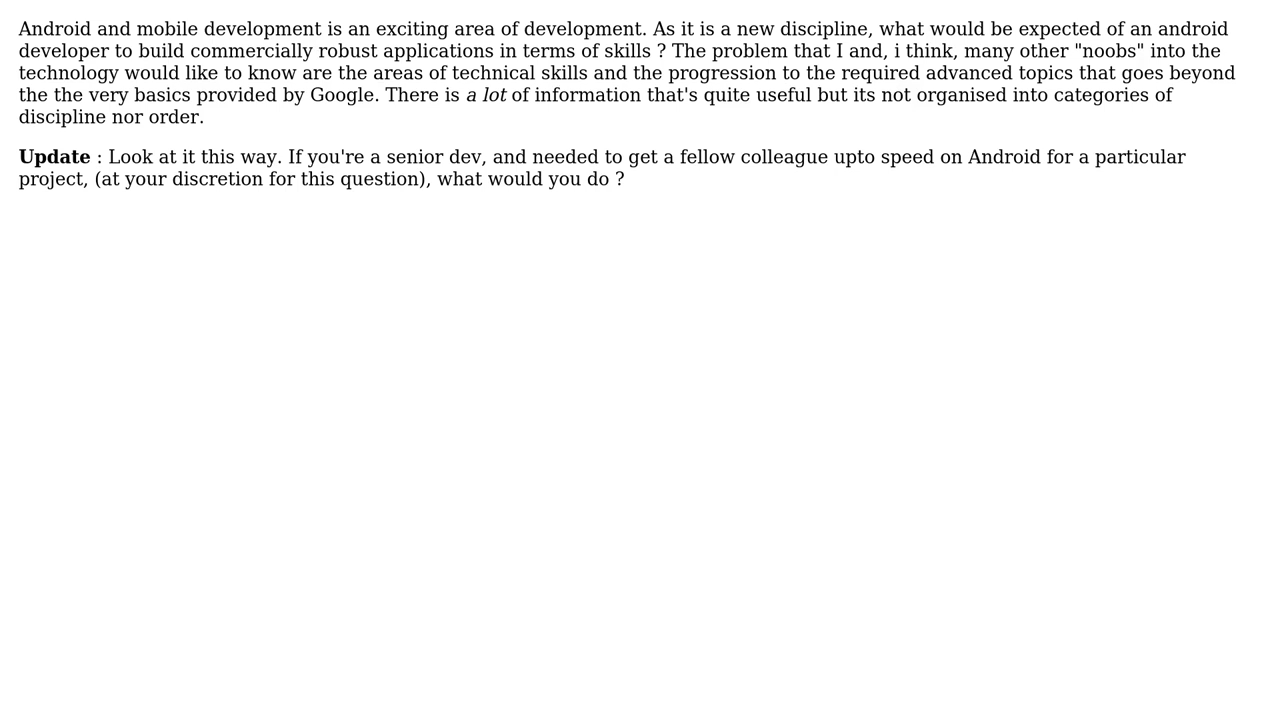 Android and mobile development is an exciting area of development. As it is a new discipline, what would be expected of an android
developer to build commercially robust applications in terms of skills ? The problem that I and, i think, many other "noobs" into the
technology would like to know are the areas of technical skills and the progression to the required advanced topics that goes beyond
the the very basics provided by Google. There is a lot of information that's quite useful but its not organised into categories of
discipline nor order.
Update : Look at it this way. If you're a senior dev, and needed to get a fellow colleague upto speed on Android for a particular
project, (at your discretion for this question), what would you do ?